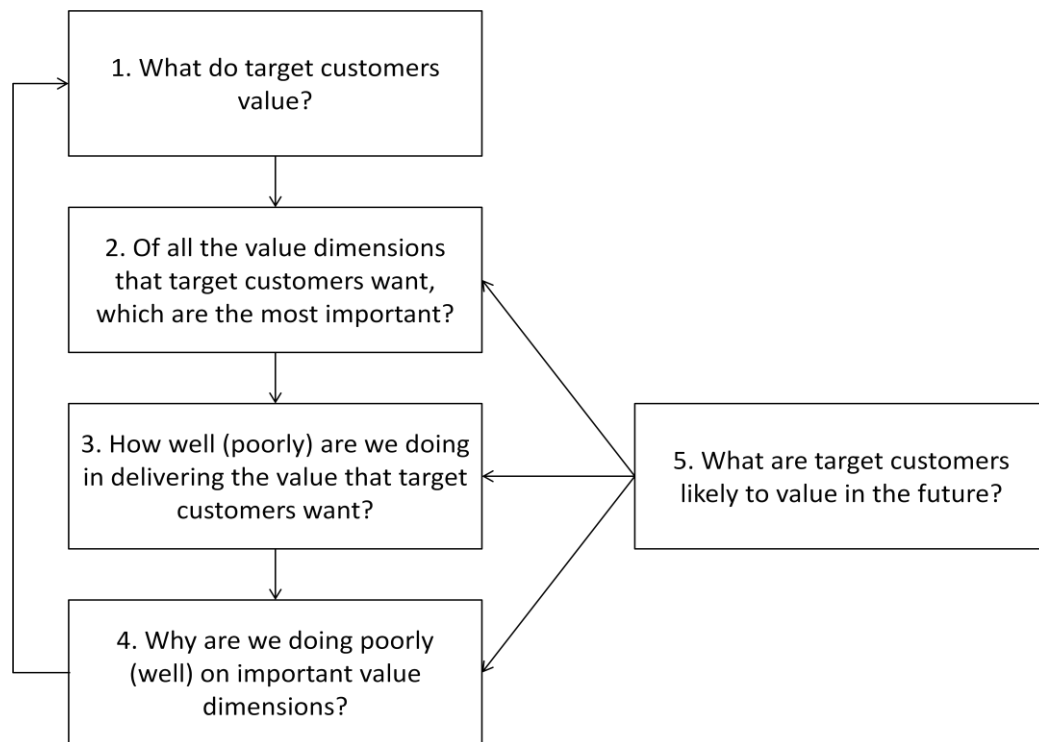 1. What do target customers
value?
2. Of all the value dimensions
that target customers want,
which are the most important?
3. How well (poorly) are we doing
in delivering the value that target
customers want?
5. What are target customers
likely to value in the future?
4. Why are we doing poorly
(well) on important value
dimensions?